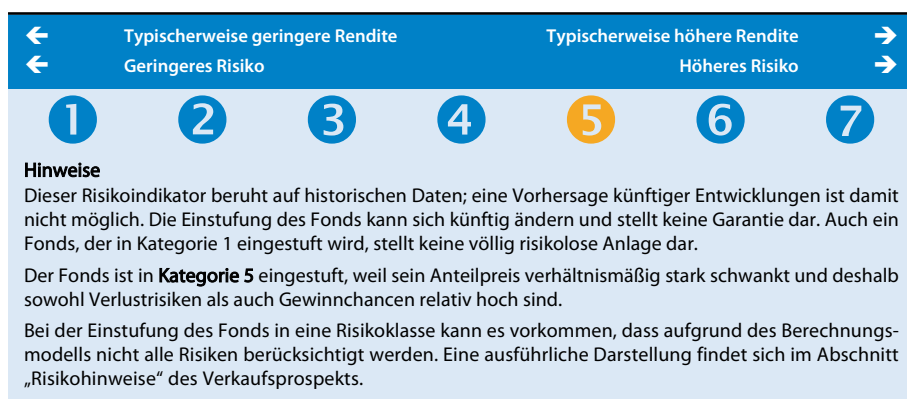 ← Typischerweise geringere Rendite Typischerweise höhere Rendite →
← Geringeres Risiko Höheres Risiko →
1 2 3 4 5 6 7
Hinweise
Dieser Risikoindikator beruht auf historischen Daten; eine Vorhersage künftiger Entwicklungen ist damit
nicht möglich. Die Einstufung des Fonds kann sich künftig ändern und stellt keine Garantie dar. Auch ein
Fonds, der in Kategorie 1 eingestuft wird, stellt keine völlig risikolose Anlage dar.
Der Fonds ist in Kategorie 5 eingestuft, weil sein Anteilpreis verhältnismäßig stark schwankt und deshalb
sowohl Verlustrisiken als auch Gewinnchancen relativ hoch sind.
Bei der Einstufung des Fonds in eine Risikoklasse kann es vorkommen, dass aufgrund des Berechnungs-
modells nicht alle Risiken berücksichtigt werden. Eine ausführliche Darstellung findet sich im Abschnitt
„Risikohinweise“ des Verkaufsprospekts.